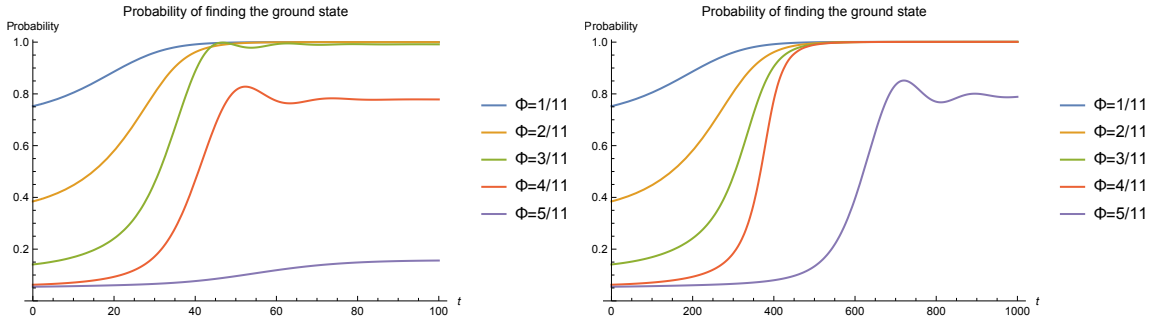 Probability of finding the ground state
Probability
1.0
0.8
0.6
0.4
0.2
0
20
40
60
80
100
t
Φ=1/11
Φ=2/11
Φ=3/11
Φ=4/11
Φ=5/11
Probability of finding the ground state
Probability
1.0
0.8
0.6
0.4
0.2
0
200
400
600
800
1000
t
Φ=1/11
Φ=2/11
Φ=3/11
Φ=4/11
Φ=5/11